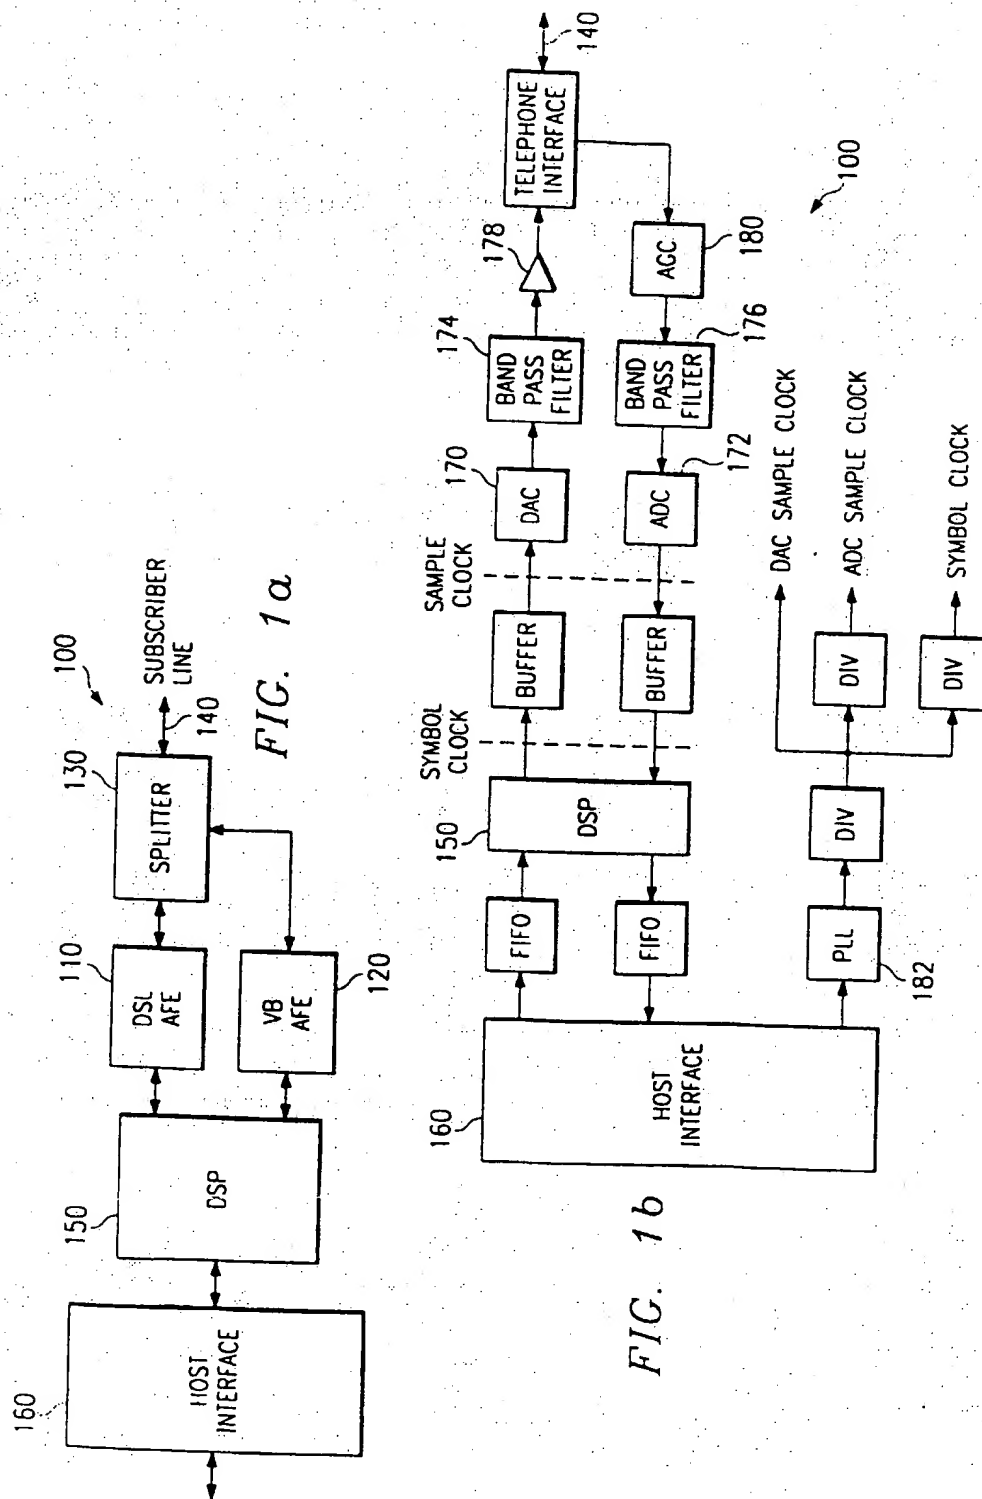 160
HOST
INTERFACE
150
DSP
110
DSL
AFE
VB
AFE
120
130
SPLITTER
100
SUBSCRIBER
LINE
140
FIG. 1a
160
HOST
INTERFACE
FIFO
FIFO
150
DSP
SYMBOL
CLOCK
BUFFER
BUFFER
SAMPLE
CLOCK
170
DAC
ADC
172
174
BAND
PASS
FILTER
BAND
PASS
FILTER
176
178
AGC
180
TELEPHONE
INTERFACE
140
100
PLL
182
DIV
DIV
DIV
DAC SAMPLE CLOCK
ADC SAMPLE CLOCK
SYMBOL CLOCK
FIG. 1b